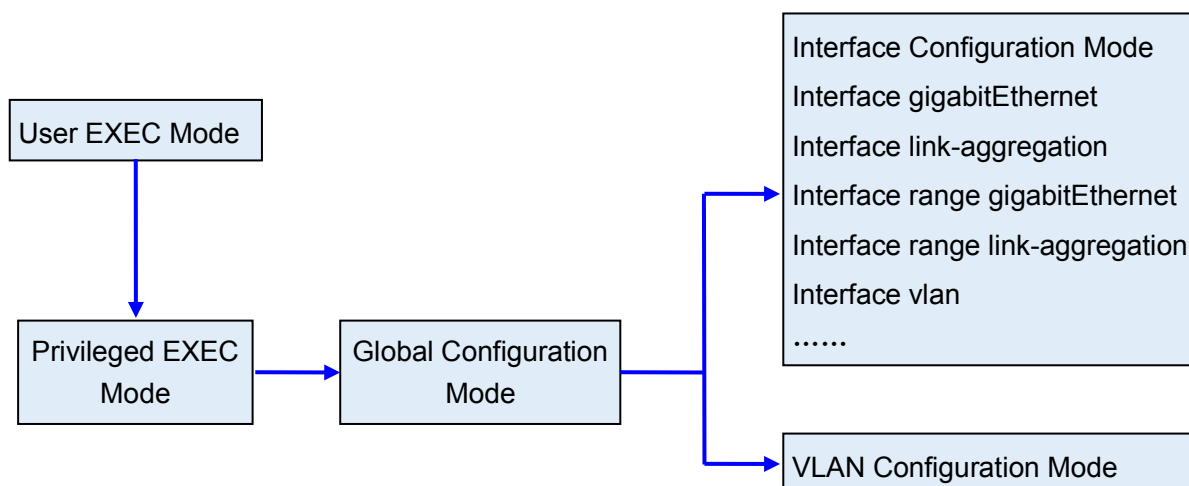 User EXEC Mode
Privileged EXEC
Mode
Global Configuration
Mode
Interface Configuration Mode
Interface gigabitEthernet
Interface link-aggregation
Interface range gigabitEthernet
Interface range link-aggregation
Interface vlan
……
VLAN Configuration Mode